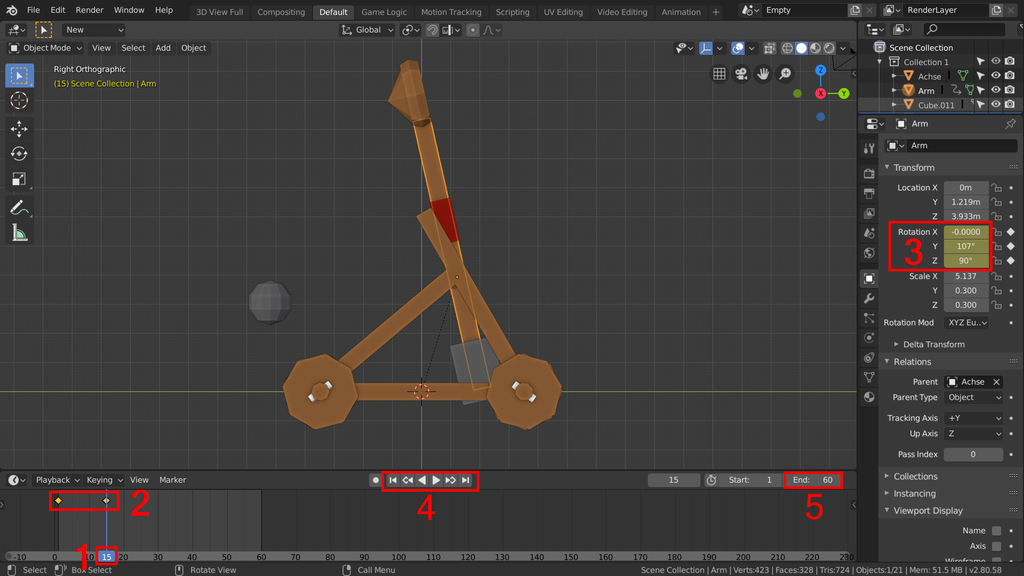 File Edit Render Window Help
3D View Full Compositing Default Game Logic Motion Tracking Scripting UV Editing Video Editing Animation +
Empty
RenderLayer
New
Global
Object Mode View Select Add Object
Right Orthographic
(15) Scene Collection | Arm
Z
X
Y
Scene Collection
Collection 1
Achse
Arm
Cube.011
Arm
Arm
Transform
Location X 0m
Y 1.219m
Z 3.933m
Rotation X -0.0000
Y 107°
Z 90°
3
Scale X 5.137
Y 0.300
Z 0.300
Rotation Mod XYZ Eu..
Delta Transform
Relations
Parent Achse
Parent Type Object
Tracking Axis +Y
Up Axis Z
Pass Index 0
Collections
Instancing
Viewport Display
Name
Axis
Playback Keying View Marker
15 Start: 1 End: 60
2
4
5
1
-10 0 10 15 20 30 40 50 60 70 80 90 100 110 120 130 140 150 160 170 180 190 200 210 220 230
Select Box Select Rotate View Call Menu
Scene Collection | Arm | Verts:423 | Faces:328 | Tris:724 | Objects:1/21 | Mem: 51.5 MB | v2.80.58